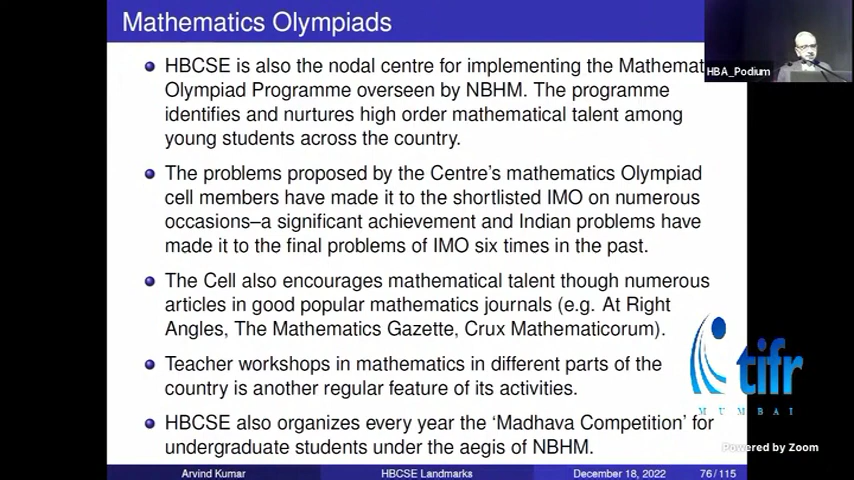 Mathematics Olympiads
HBA_Podium
HBCSE is also the nodal centre for implementing the Mathemat
Olympiad Programme overseen by NBHM. The programme
identifies and nurtures high order mathematical talent among
young students across the country.
The problems proposed by the Centre's mathematics Olympiad
cell members have made it to the shortlisted IMO on numerous
occasions–a significant achievement and Indian problems have
made it to the final problems of IMO six times in the past.
The Cell also encourages mathematical talent though numerous
articles in good popular mathematics journals (e.g. At Right
Angles, The Mathematics Gazette, Crux Mathematicorum).
Teacher workshops in mathematics in different parts of the
country is another regular feature of its activities.
HBCSE also organizes every year the 'Madhava Competition' for
undergraduate students under the aegis of NBHM.
tifr
MUMBAI
Powered by Zoom
Arvind Kumar HBCSE Landmarks December 18, 2022 76 / 115